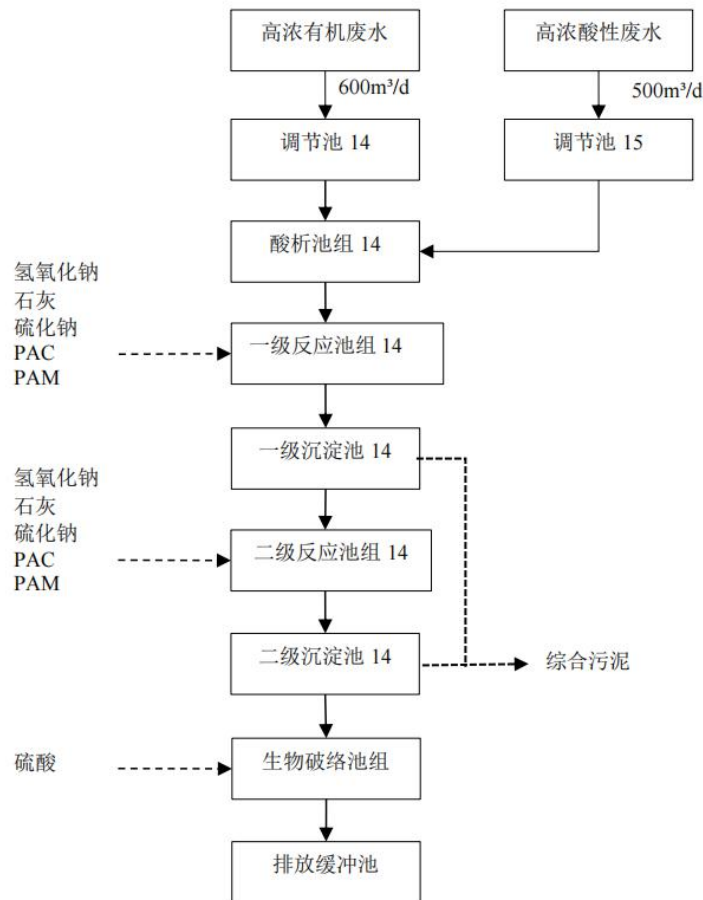 高浓有机废水
高浓酸性废水
600m³/d
500m³/d
调节池 14
调节池 15
酸析池组 14
氢氧化钠
石灰
硫化钠
PAC
PAM
一级反应池组 14
一级沉淀池 14
氢氧化钠
石灰
硫化钠
PAC
PAM
二级反应池组 14
二级沉淀池 14
综合污泥
硫酸
生物破络池组
排放缓冲池